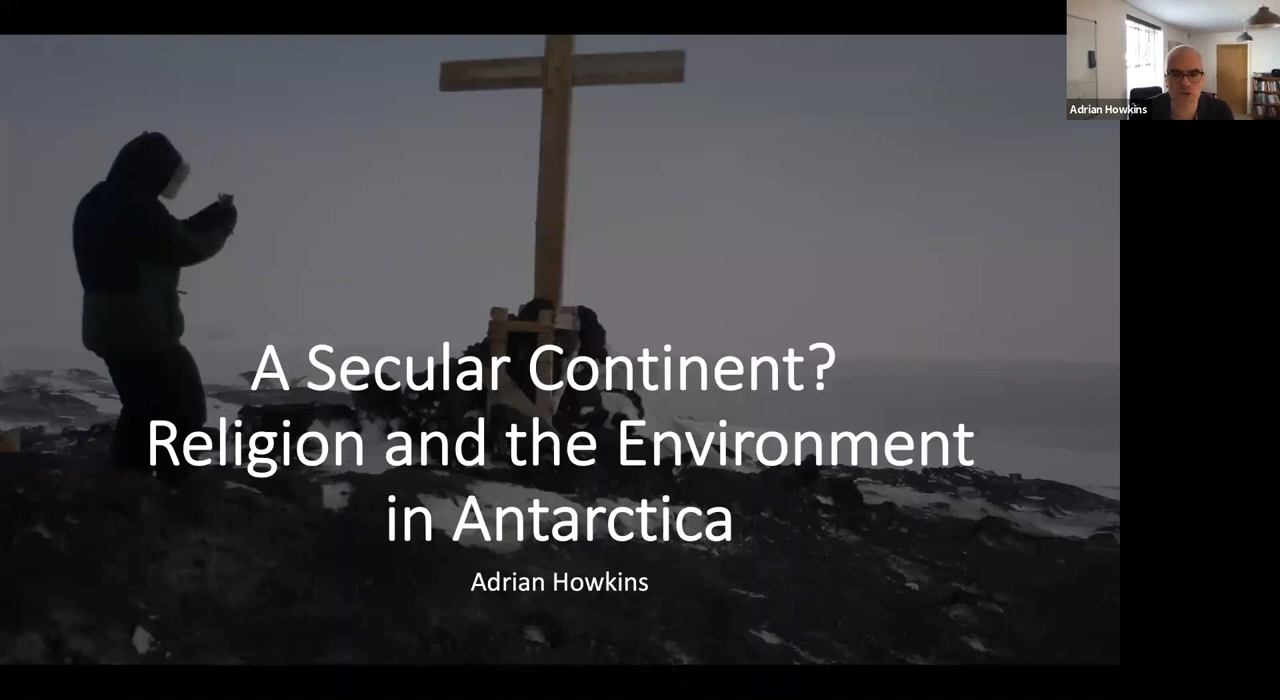 Adrian Howkins
A Secular Continent?
Religion and the Environment
in Antarctica
Adrian Howkins